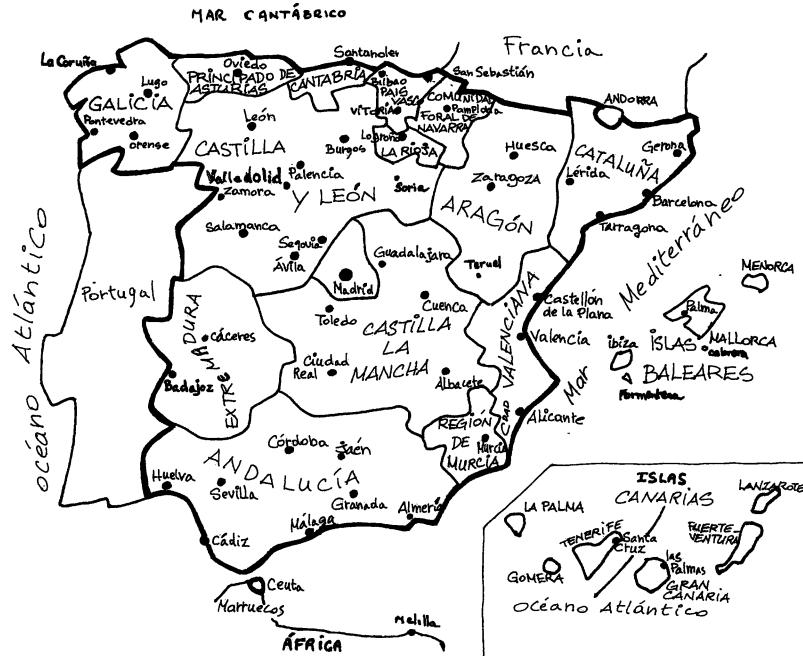 MAR CANTÁBRICO
Francia
La Coruña
Lugo
GALICIA
Pontevedra
orense
Oviedo
PRINCIPADO DE
ASTURIAS
Santander
CANTABRIA
Bilbao
PAIS
VASCO
VITORIA
San Sebastián
COMUNIDAD
Pamplona
FORAL DE
NAVARRA
Logroño
LA RIOJA
ANDORRA
León
CASTILLA
Y LEÓN
Burgos
Palencia
Valladolid
Zamora
Soria
Salamanca
Segovia
Ávila
Huesca
Zaragoza
ARAGÓN
Teruel
CATALUÑA
Gerona
Lérida
Barcelona
Tarragona
Mar
Mediterráneo
océano Atlántico
Portugal
Madrid
Guadalajara
Cuenca
Toledo
CASTILLA
LA
MANCHA
Ciudad
Real
Albacete
EXTREMADURA
Cáceres
Badajoz
CDAD VALENCIANA
Castellón
de la Plana
Valencia
Alicante
MENORCA
Palma
MALLORCA
cabrera
ibiza
ISLAS
BALEARES
Formentera
REGIÓN
DE
MURCIA
Murcia
ANDALUCÍA
Córdoba
Jaén
Huelva
Sevilla
Granada
Almería
Málaga
Cádiz
Ceuta
Marruecos
Melilla
ÁFRICA
ISLAS
CANARIAS
LA PALMA
TENERIFE
Santa
Cruz
GOMERA
las
Palmas
GRAN
CANARIA
FUERTE-
VENTURA
LANZAROTE
océano Atlántico